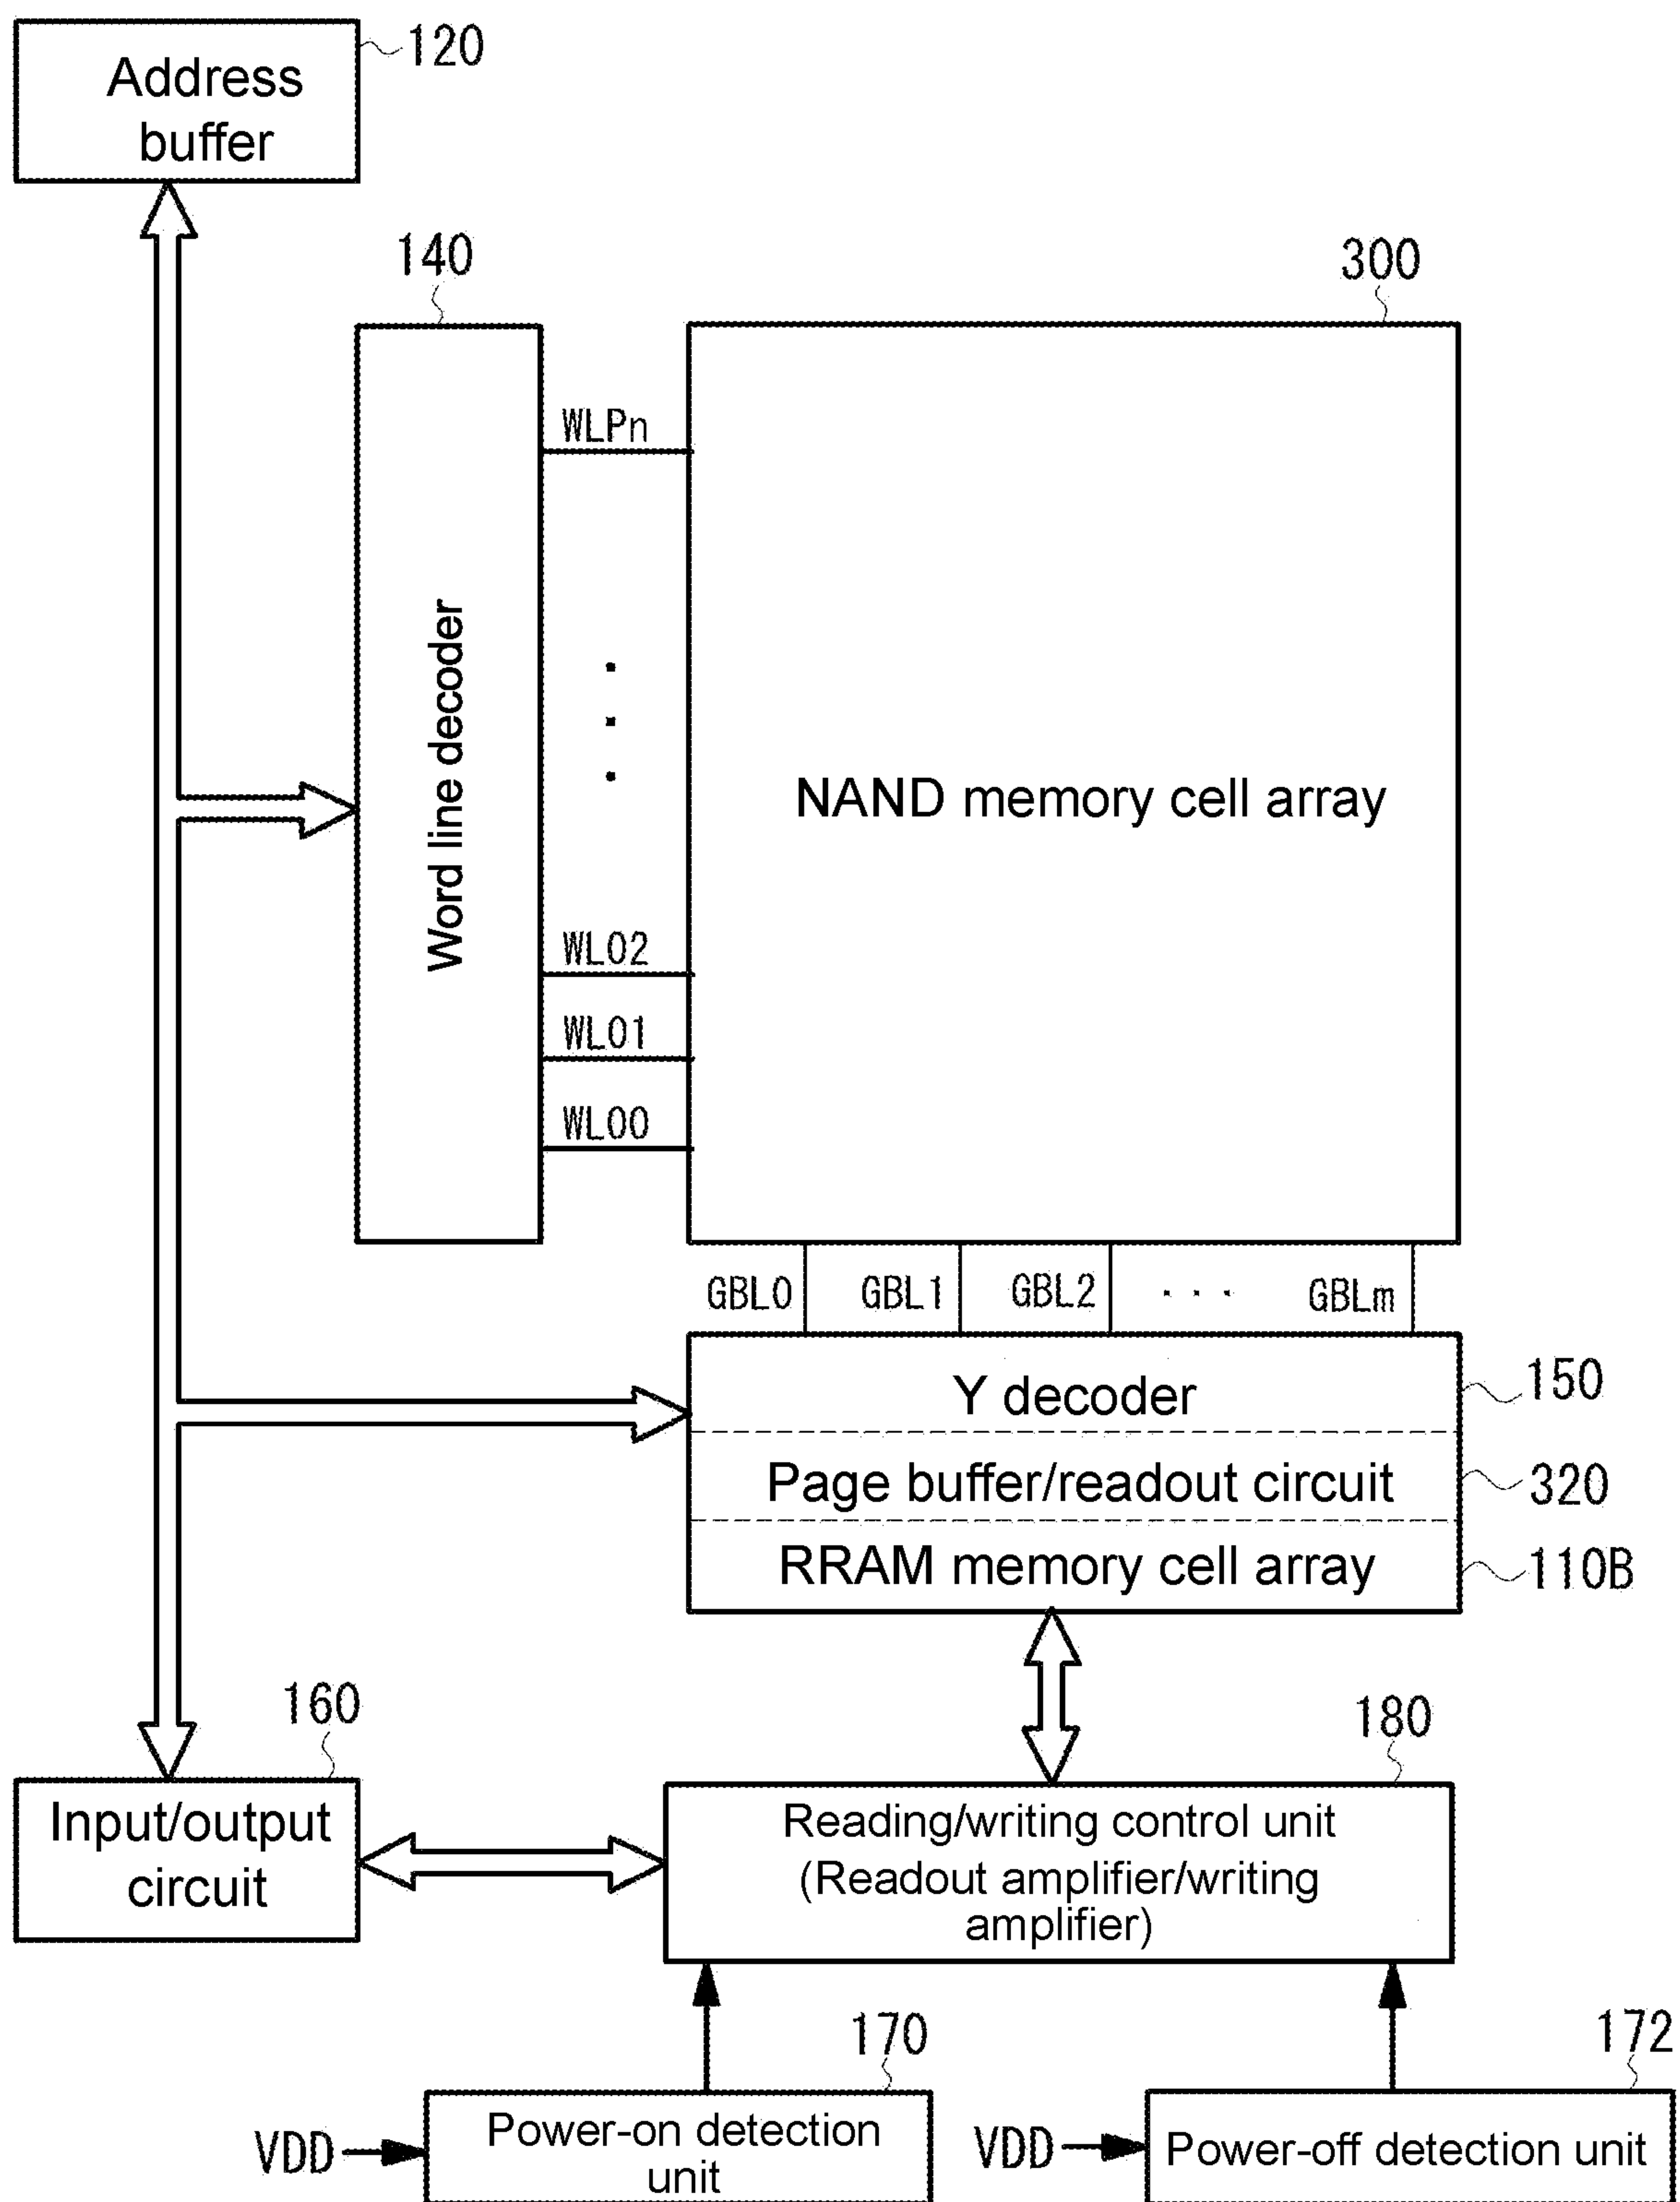 120
Address
buffer
140
300
WLPn
Word line decoder
NAND memory cell array
WL02
WL01
WL00
GBL0 GBL1 GBL2 ... GBLm
Y decoder
150
Page buffer/readout circuit
320
RRAM memory cell array
110B
160
180
Input/output
circuit
Reading/writing control unit
(Readout amplifier/writing
amplifier)
170
172
VDD
Power-on detection
unit
VDD
Power-off detection unit